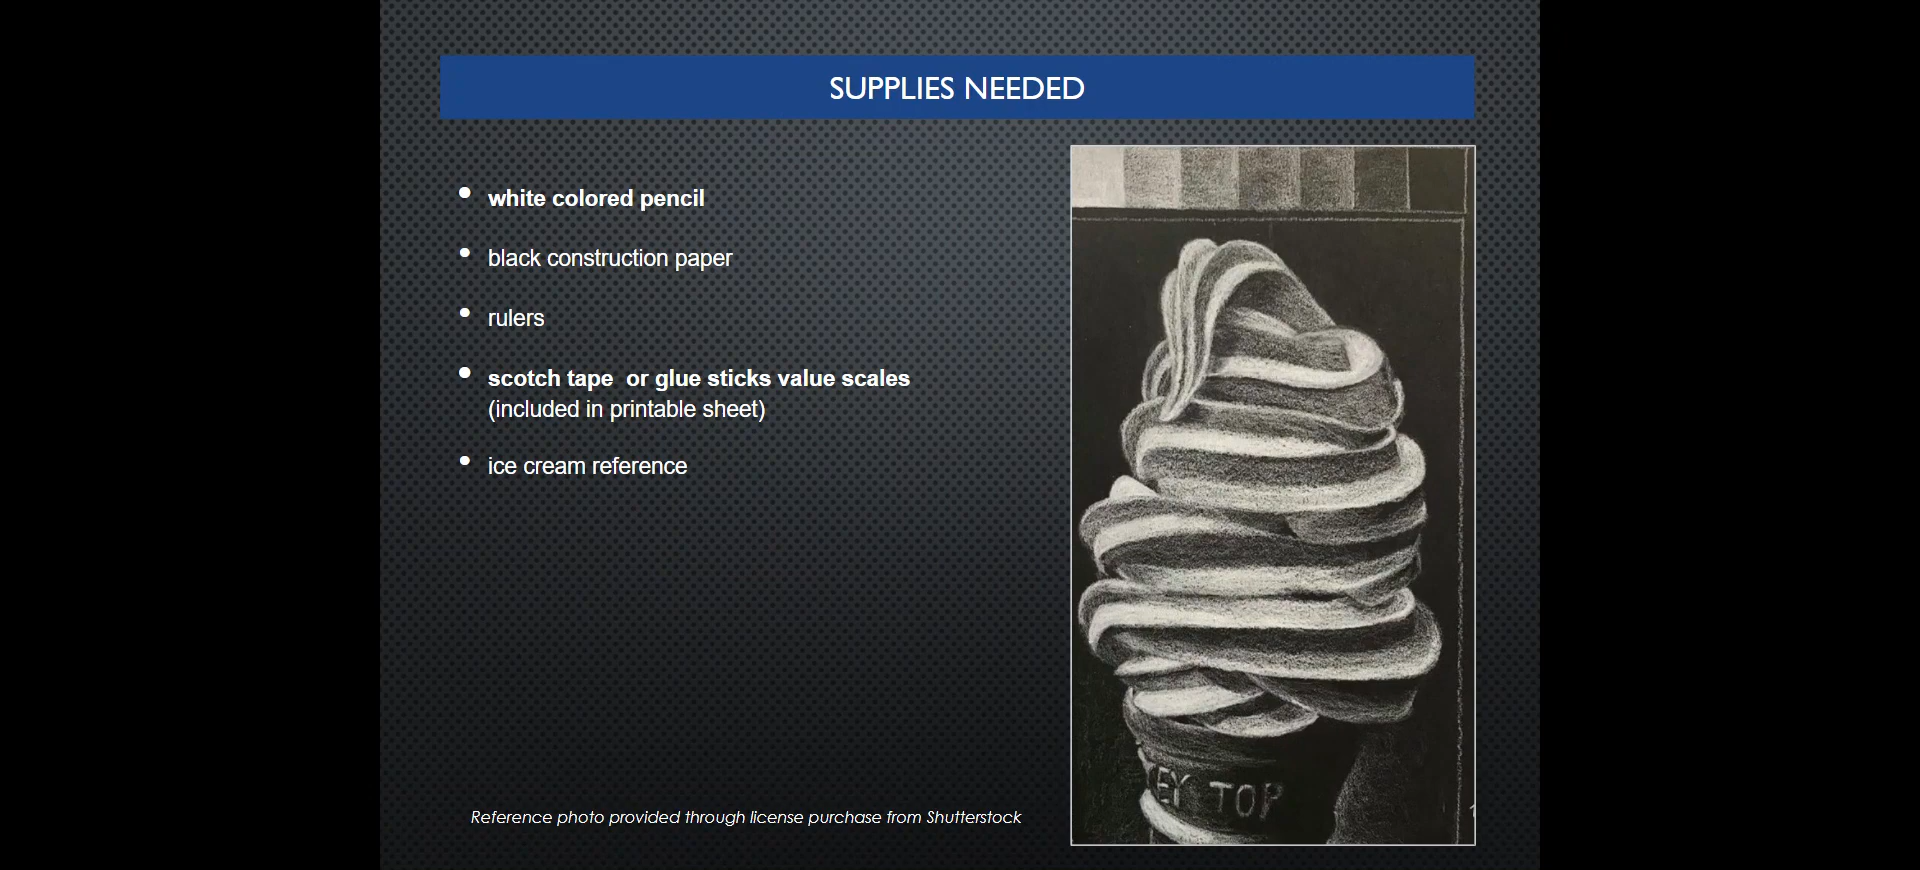 SUPPLIES NEEDED
white colored pencil
black construction paper
rulers
scotch tape  or glue sticks value scales
(included in printable sheet)
ice cream reference
EY TOP
Reference photo provided through license purchase from Shutterstock